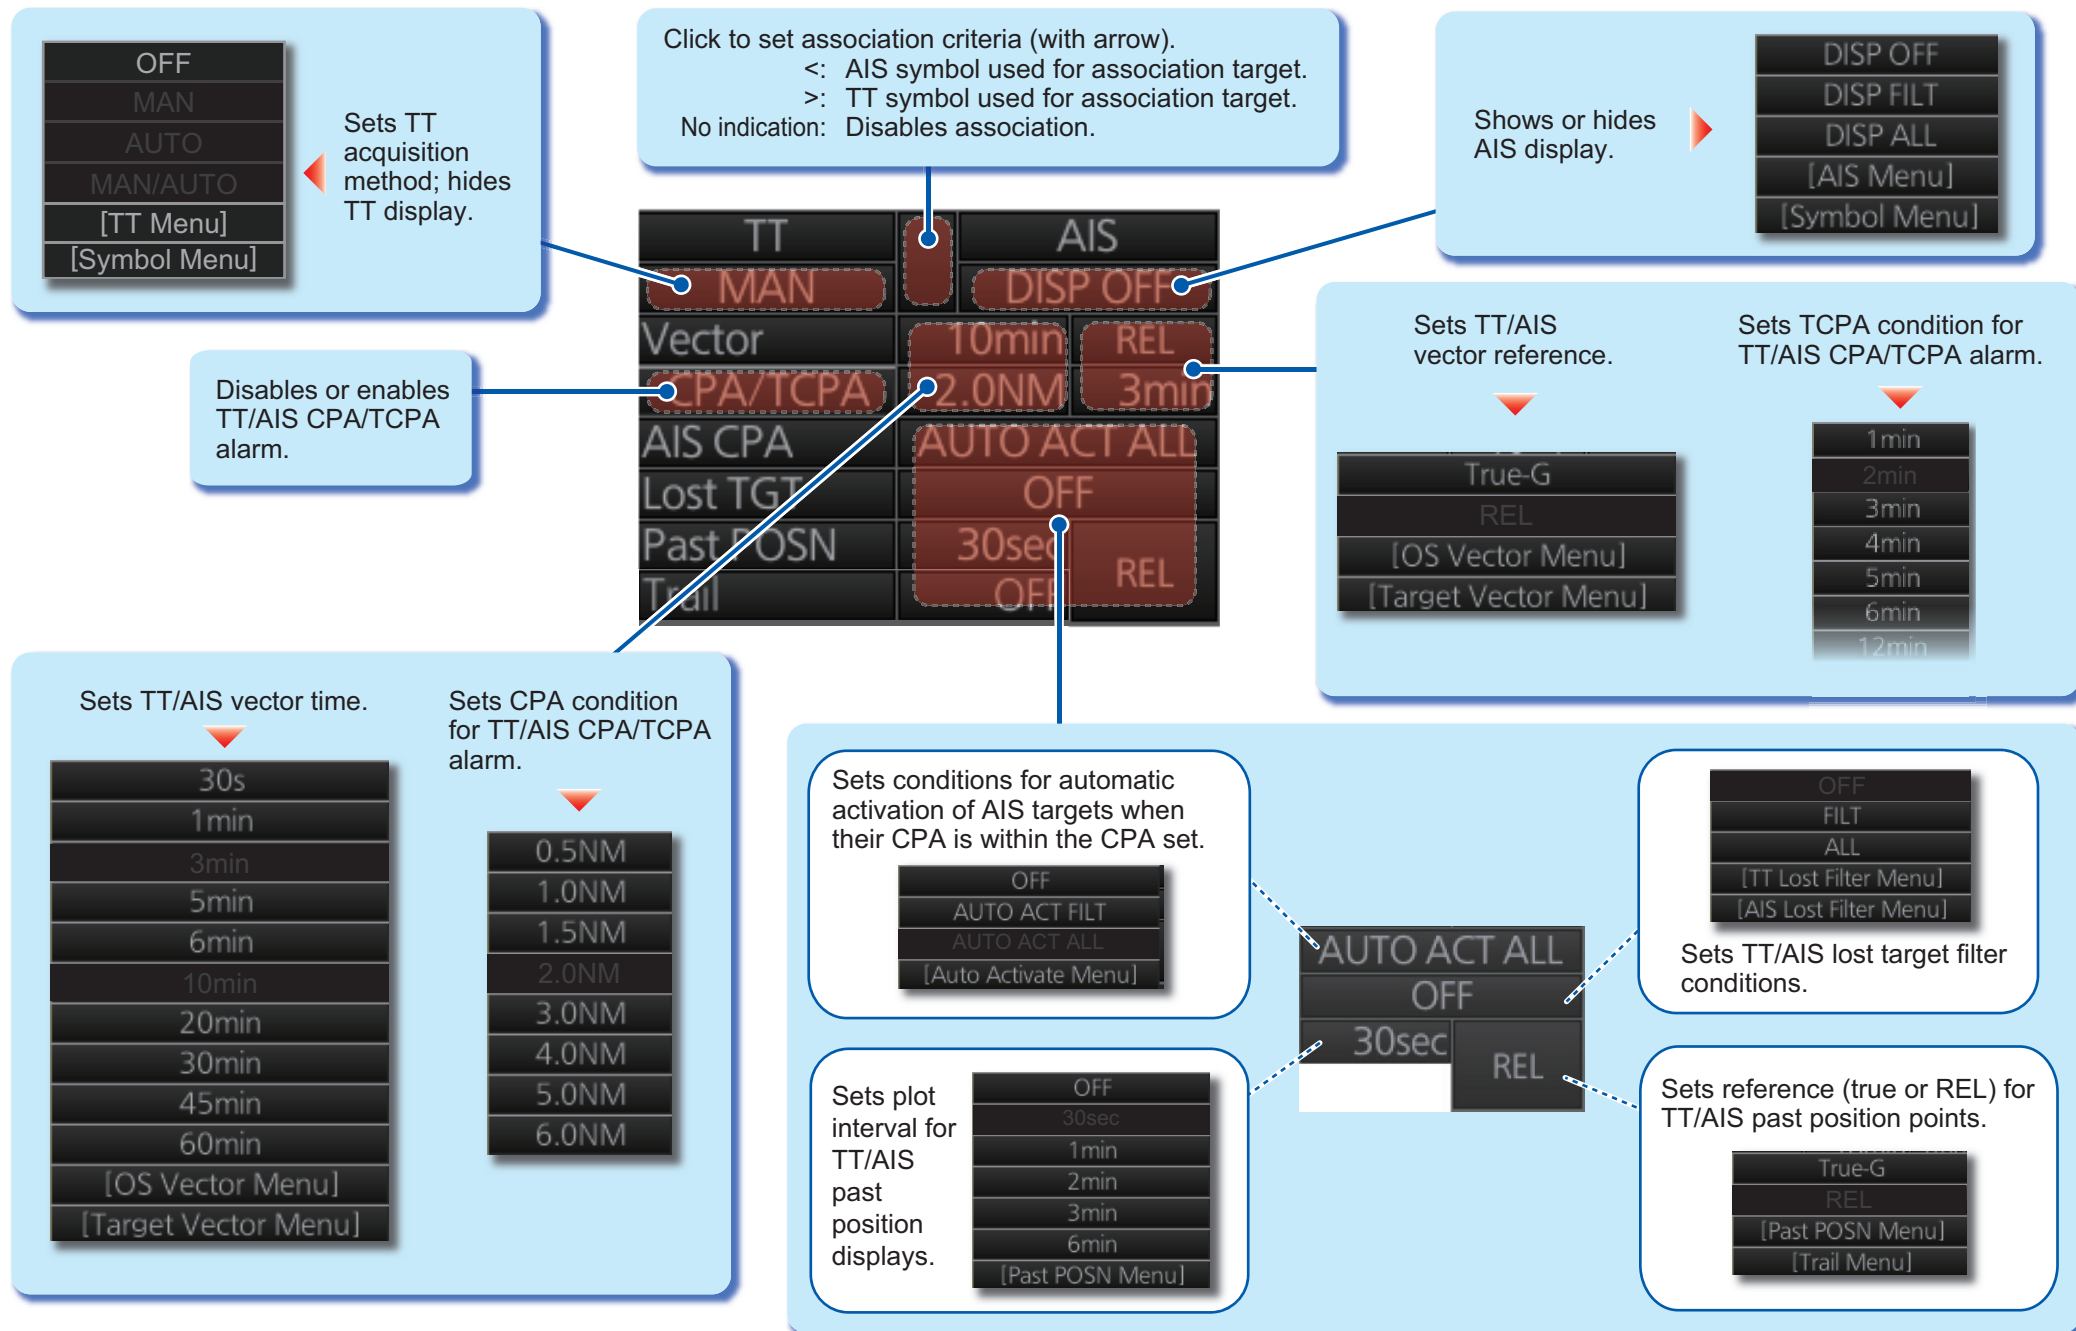 OFF
MAN
AUTO
MAN/AUTO
[TT Menu]
[Symbol Menu]
Sets TT
acquisition
method; hides
TT display.
Click to set association criteria (with arrow).
<: AIS symbol used for association target.
>: TT symbol used for association target.
No indication: Disables association.
Shows or hides
AIS display.
DISP OFF
DISP FILT
DISP ALL
[AIS Menu]
[Symbol Menu]
TT AIS
MAN DISP OFF
Vector 10min REL
CPA/TCPA 2.0NM 3min
AIS CPA AUTO ACT ALL
Lost TGT OFF
Past POSN 30sec REL
Trail OFF
Disables or enables
TT/AIS CPA/TCPA
alarm.
Sets TT/AIS
vector reference.
True-G
REL
[OS Vector Menu]
[Target Vector Menu]
Sets TCPA condition for
TT/AIS CPA/TCPA alarm.
1min
2min
3min
4min
5min
6min
12min
Sets TT/AIS vector time.
30s
1min
3min
5min
6min
10min
20min
30min
45min
60min
[OS Vector Menu]
[Target Vector Menu]
Sets CPA condition
for TT/AIS CPA/TCPA
alarm.
0.5NM
1.0NM
1.5NM
2.0NM
3.0NM
4.0NM
5.0NM
6.0NM
Sets conditions for automatic
activation of AIS targets when
their CPA is within the CPA set.
OFF
AUTO ACT FILT
AUTO ACT ALL
[Auto Activate Menu]
OFF
FILT
ALL
[TT Lost Filter Menu]
[AIS Lost Filter Menu]
Sets TT/AIS lost target filter
conditions.
AUTO ACT ALL
OFF
30sec REL
Sets plot
interval for
TT/AIS
past
position
displays.
OFF
30sec
1min
2min
3min
6min
[Past POSN Menu]
Sets reference (true or REL) for
TT/AIS past position points.
True-G
REL
[Past POSN Menu]
[Trail Menu]